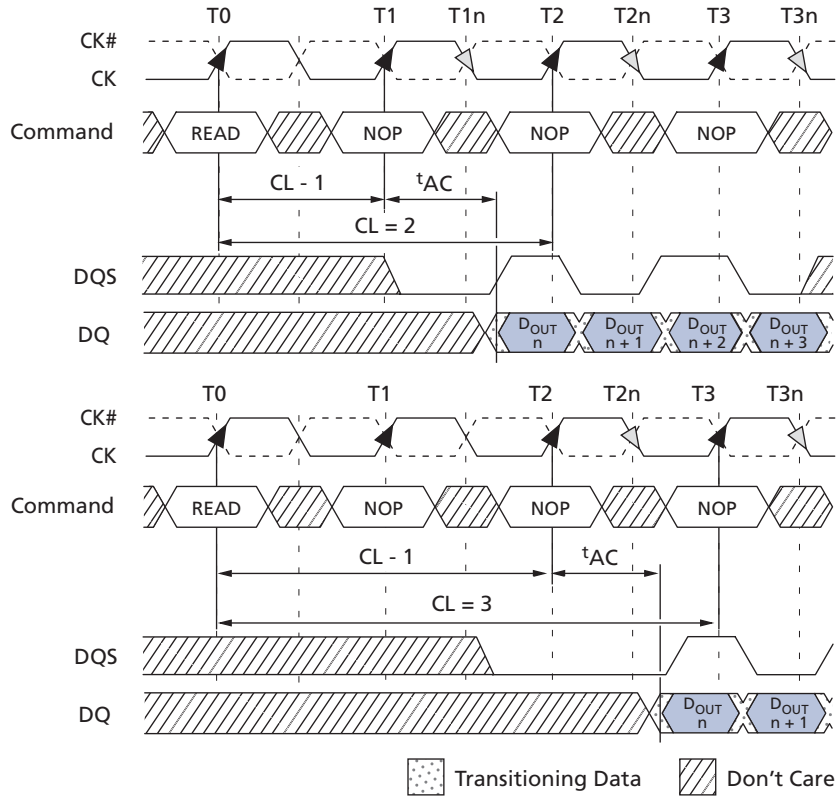 T0 T1 T1n T2 T2n T3 T3n
CK#
CK
Command READ NOP NOP NOP
CL - 1 tAC
CL = 2
DQS
DQ DOUT n DOUT n + 1 DOUT n + 2 DOUT n + 3
T0 T1 T2 T2n T3 T3n
CK#
CK
Command READ NOP NOP NOP
CL - 1 tAC
CL = 3
DQS
DQ DOUT n DOUT n + 1
Transitioning Data Don't Care